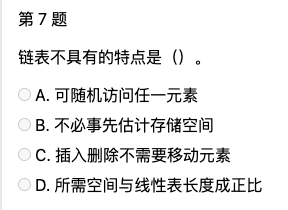 第 7 题
链表不具有的特点是（）。
A. 可随机访问任一元素
B. 不必事先估计存储空间
C. 插入删除不需要移动元素
D. 所需空间与线性表长度成正比